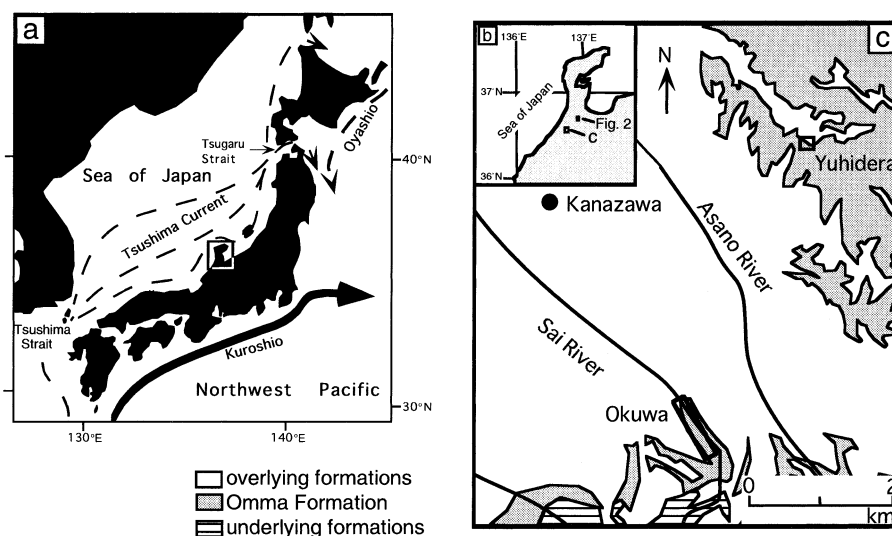 a
Tsugaru
Strait
Oyashio
40°N
Sea of Japan
Tsushima Current
Tsushima
Strait
Kuroshio
Northwest Pacific
30°N
130°E
140°E
overlying formations
Omma Formation
underlying formations
b
136°E
137°E
37°N
Sea of Japan
Fig. 2
C
36°N
N
c
Yuhidera
Kanazawa
Asano River
Sai River
Okuwa
0
2
km